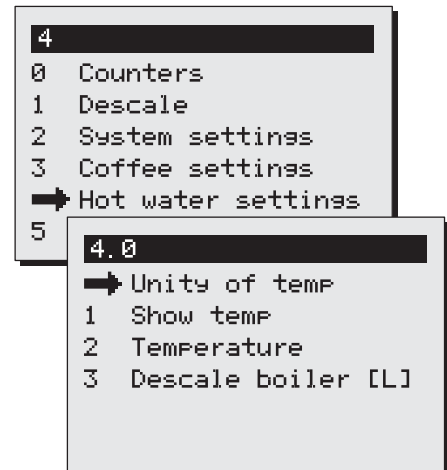 4
0 Counters
1 Descale
2 System settings
3 Coffee settings
Hot water settings
5
4.0
Unity of temp
1 Show temp
2 Temperature
3 Descale boiler [L]